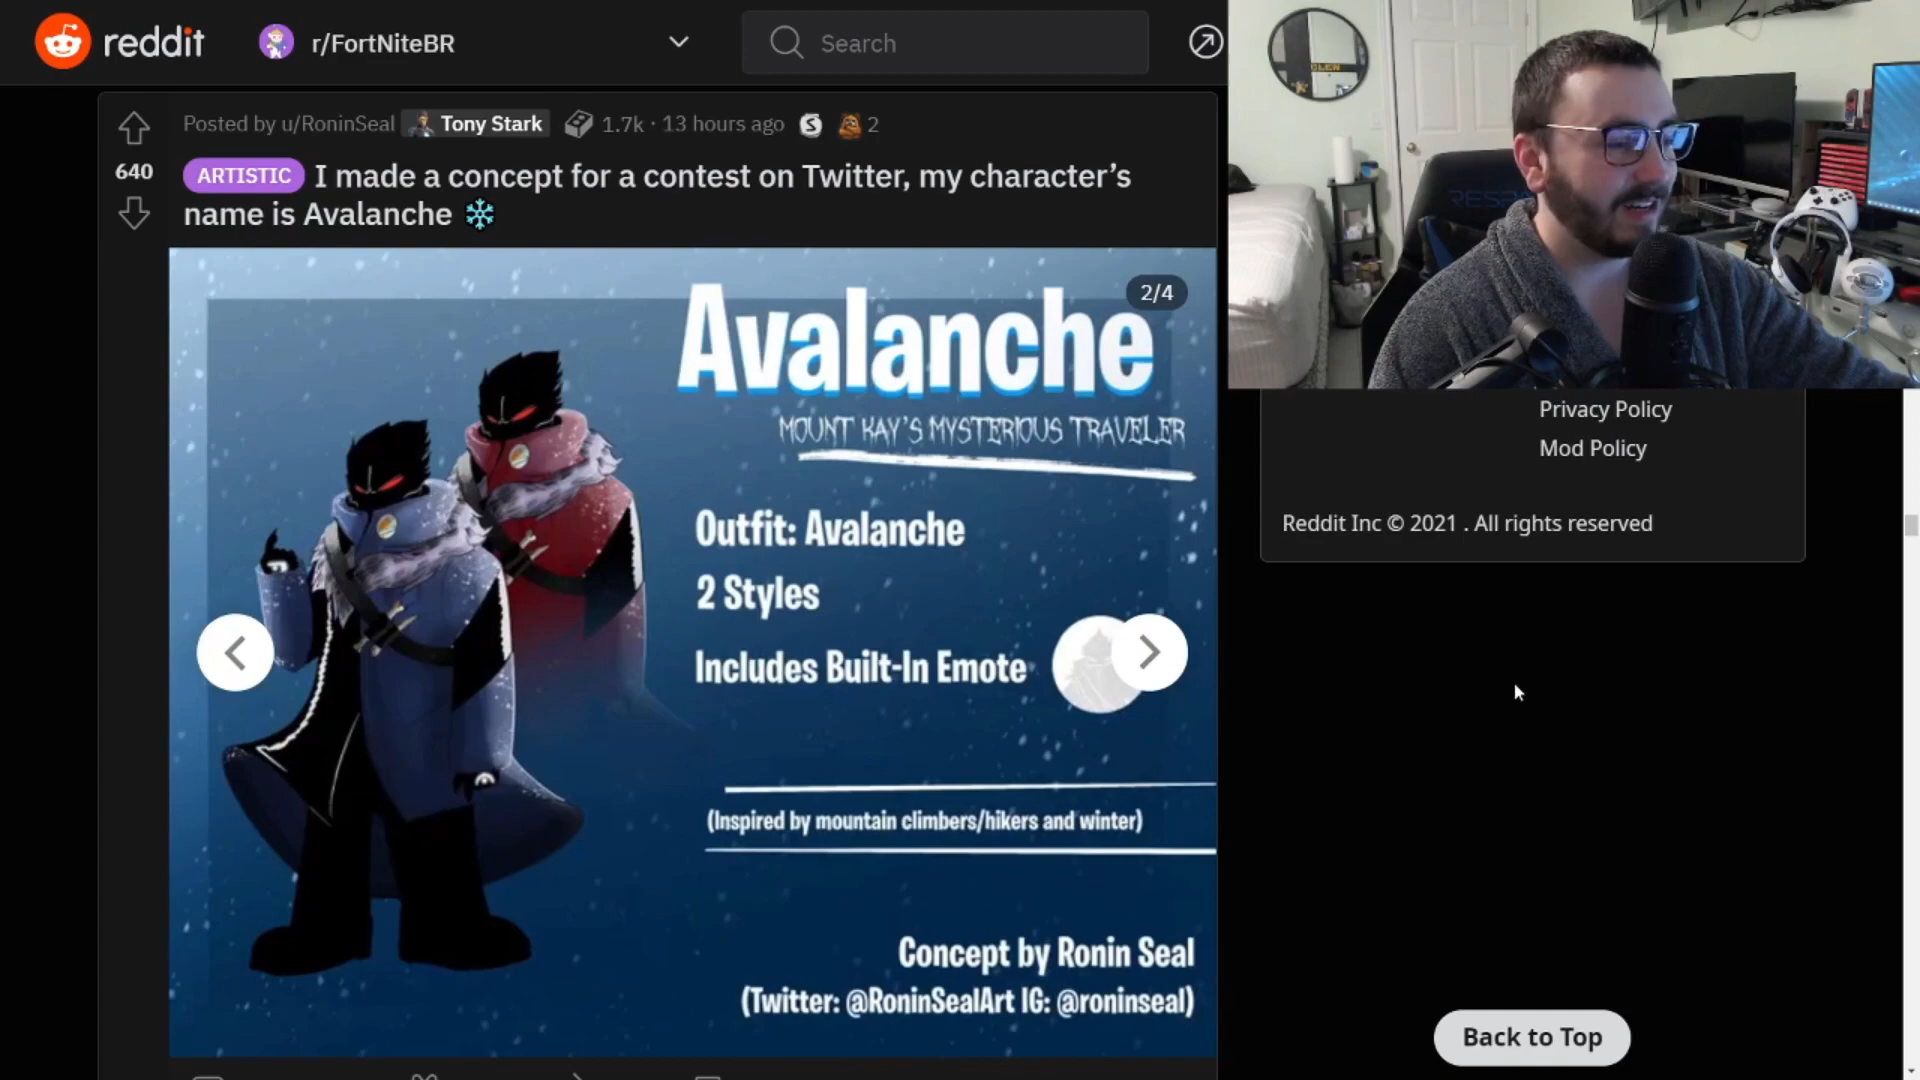 reddit
r/FortNiteBR
Search
Posted by u/RoninSeal Tony Stark 1.7k · 13 hours ago 2
640
ARTISTIC I made a concept for a contest on Twitter, my character's
name is Avalanche
2/4
Avalanche
MOUNT KAY'S MYSTERIOUS TRAVELER
Outfit: Avalanche
2 Styles
Includes Built-In Emote
(Inspired by mountain climbers/hikers and winter)
Concept by Ronin Seal
(Twitter: @RoninSealArt IG: @roninseal)
Privacy Policy
Mod Policy
Reddit Inc © 2021 . All rights reserved
Back to Top